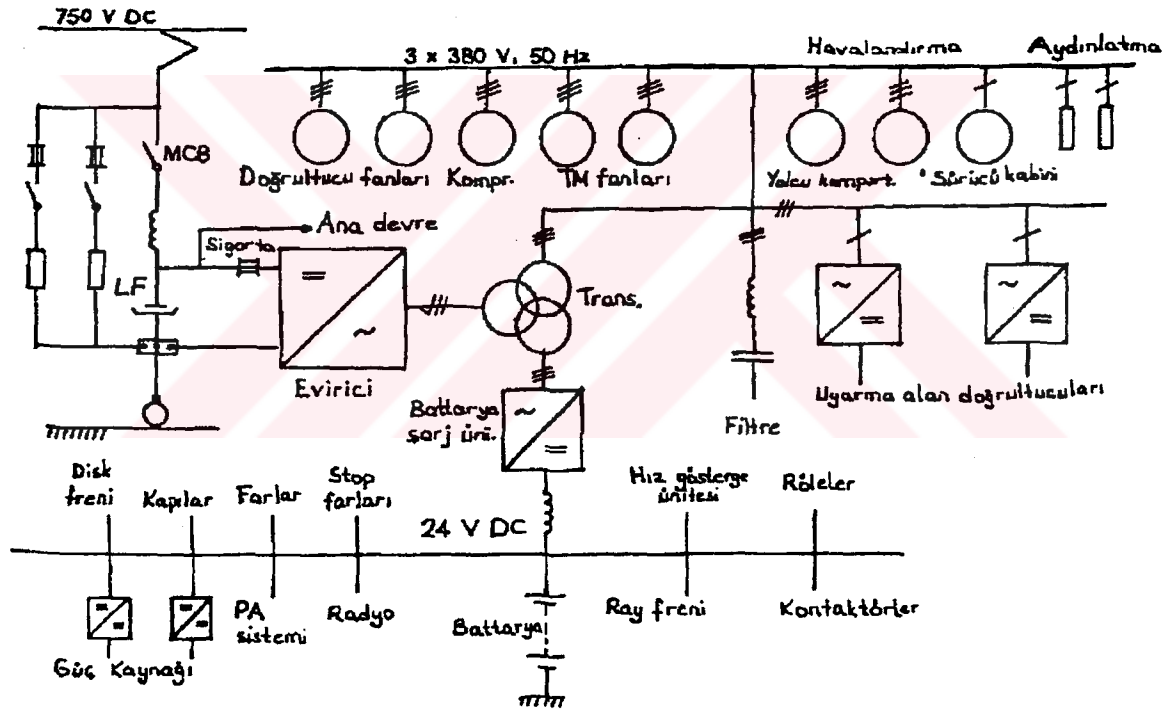 750 V DC
3 x 380 V, 50 Hz
Havalandırma
Aydınlatma
MCB
Doğrultucu fanları
Kompr.
TM fanları
Yolcu kompart.
Sürücü kabini
Ana devre
Sigorta
LF
Trans.
Evirici
Battarya
şarj üni.
Filtre
Uyarma alan doğrultucuları
Disk
freni
Kapılar
Farlar
Stop
farları
24 V DC
Hız gösterge
ünitesi
Röleler
PA
sistemi
Radyo
Battarya
Ray freni
Kontaktörler
Güç Kaynağı